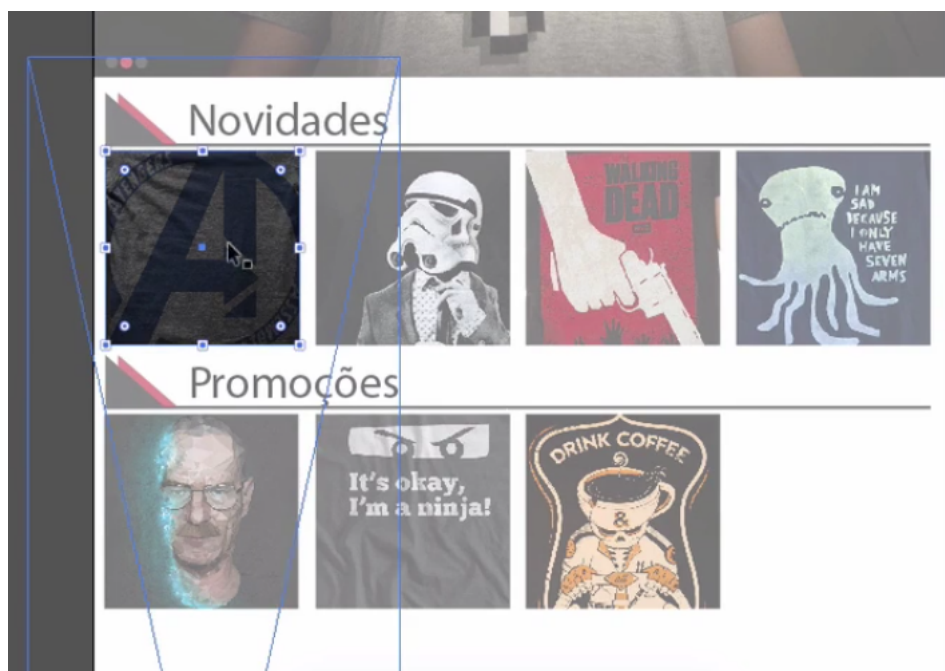 Novidades
WALKING
DEAD
I AM
SAD
BECAUSE
I ONLY
HAVE
SEVEN
ARMS
Promoções
It's okay,
I'm a ninja!
DRINK COFFEE
&